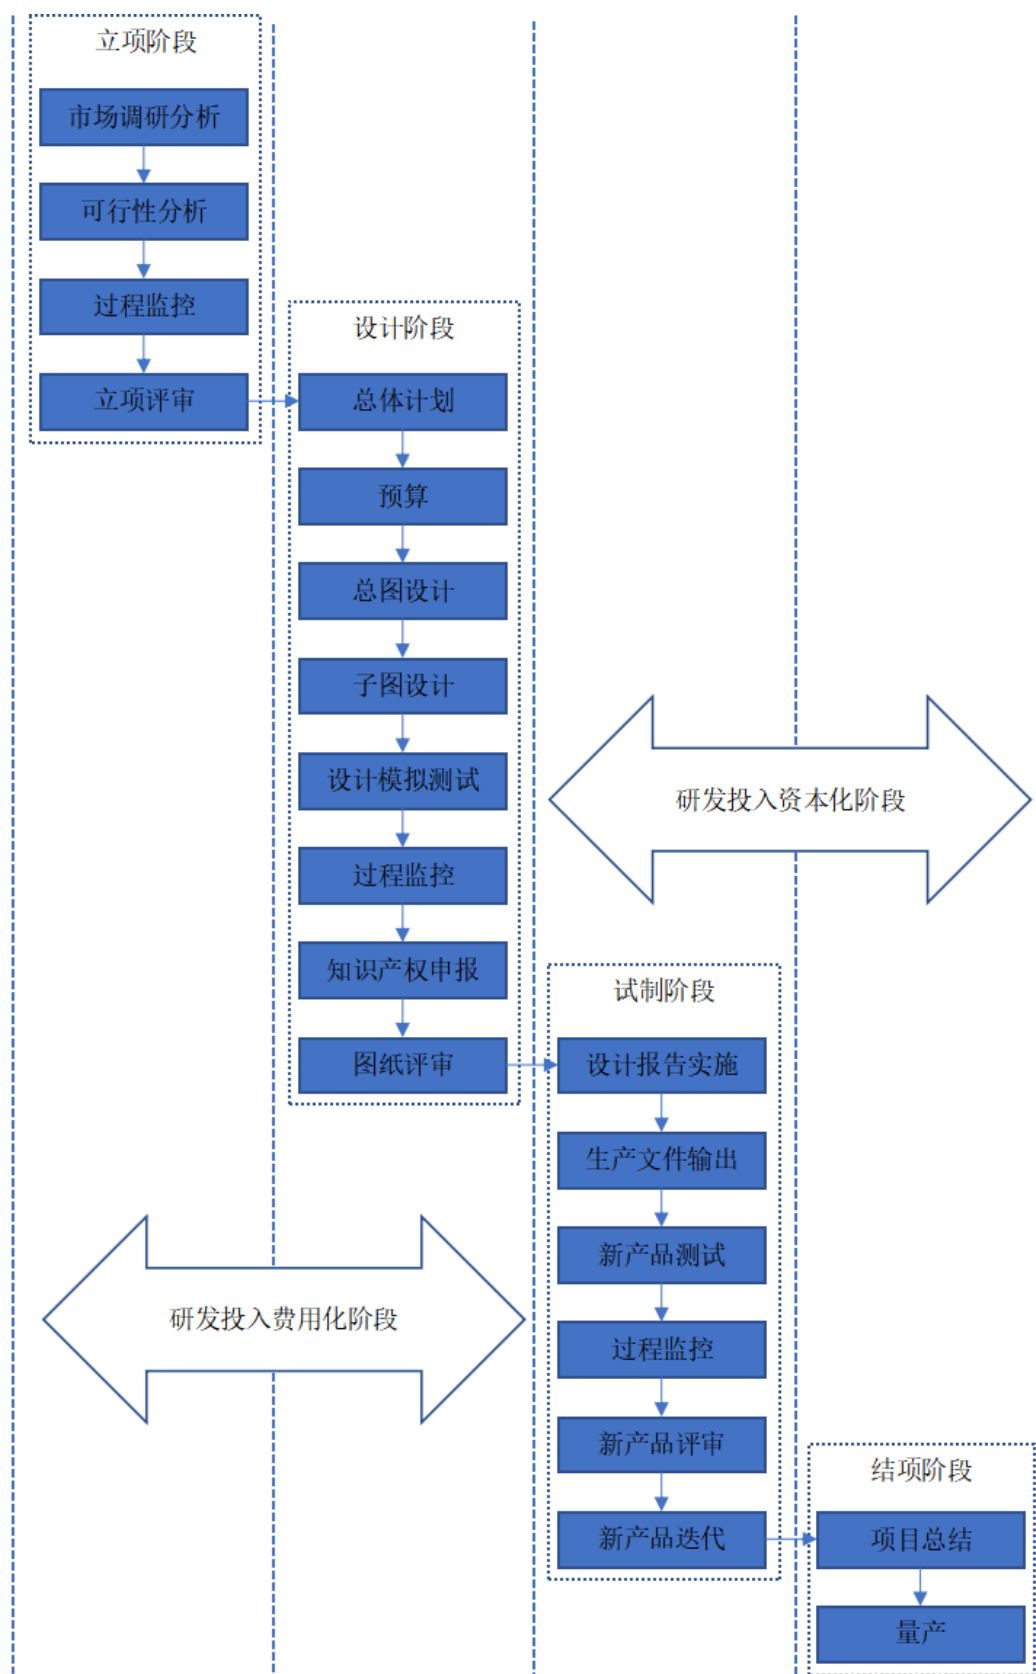 立项阶段
市场调研分析
可行性分析
过程监控
立项评审
设计阶段
总体计划
预算
总图设计
子图设计
设计模拟测试
过程监控
知识产权申报
图纸评审
研发投入费用化阶段
研发投入资本化阶段
试制阶段
设计报告实施
生产文件输出
新产品测试
过程监控
新产品评审
新产品迭代
结项阶段
项目总结
量产